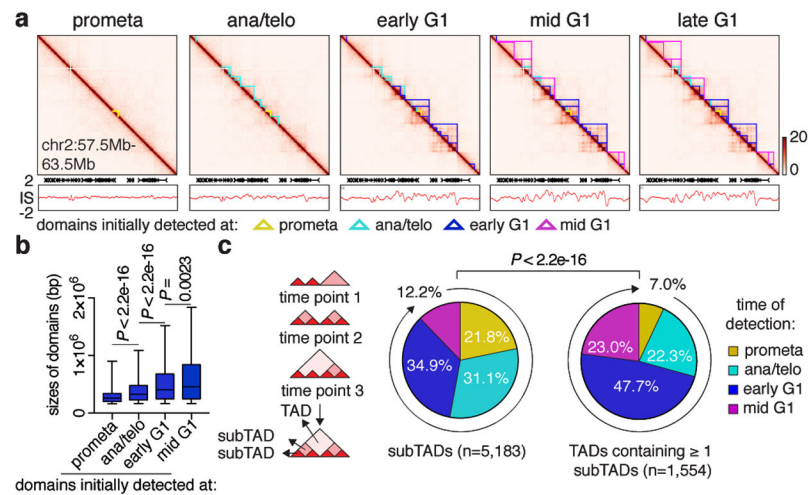 a
prometa
ana/telo
early G1
mid G1
late G1
chr2:57.5Mb-
63.5Mb
20
0
2
IS
-2
domains initially detected at:
prometa
ana/telo
early G1
mid G1
b
sizes of domains (bp)
2×10⁶
1×10⁶
0
P < 2.2e-16
P < 2.2e-16
P =
0.0023
prometa
ana/telo
early G1
mid G1
domains initially detected at:
c
time point 1
time point 2
time point 3
TAD
subTAD
subTAD
P < 2.2e-16
12.2%
21.8%
34.9%
31.1%
subTADs (n=5,183)
7.0%
23.0%
22.3%
47.7%
TADs containing ≥ 1
subTADs (n=1,554)
time of
detection:
prometa
ana/telo
early G1
mid G1